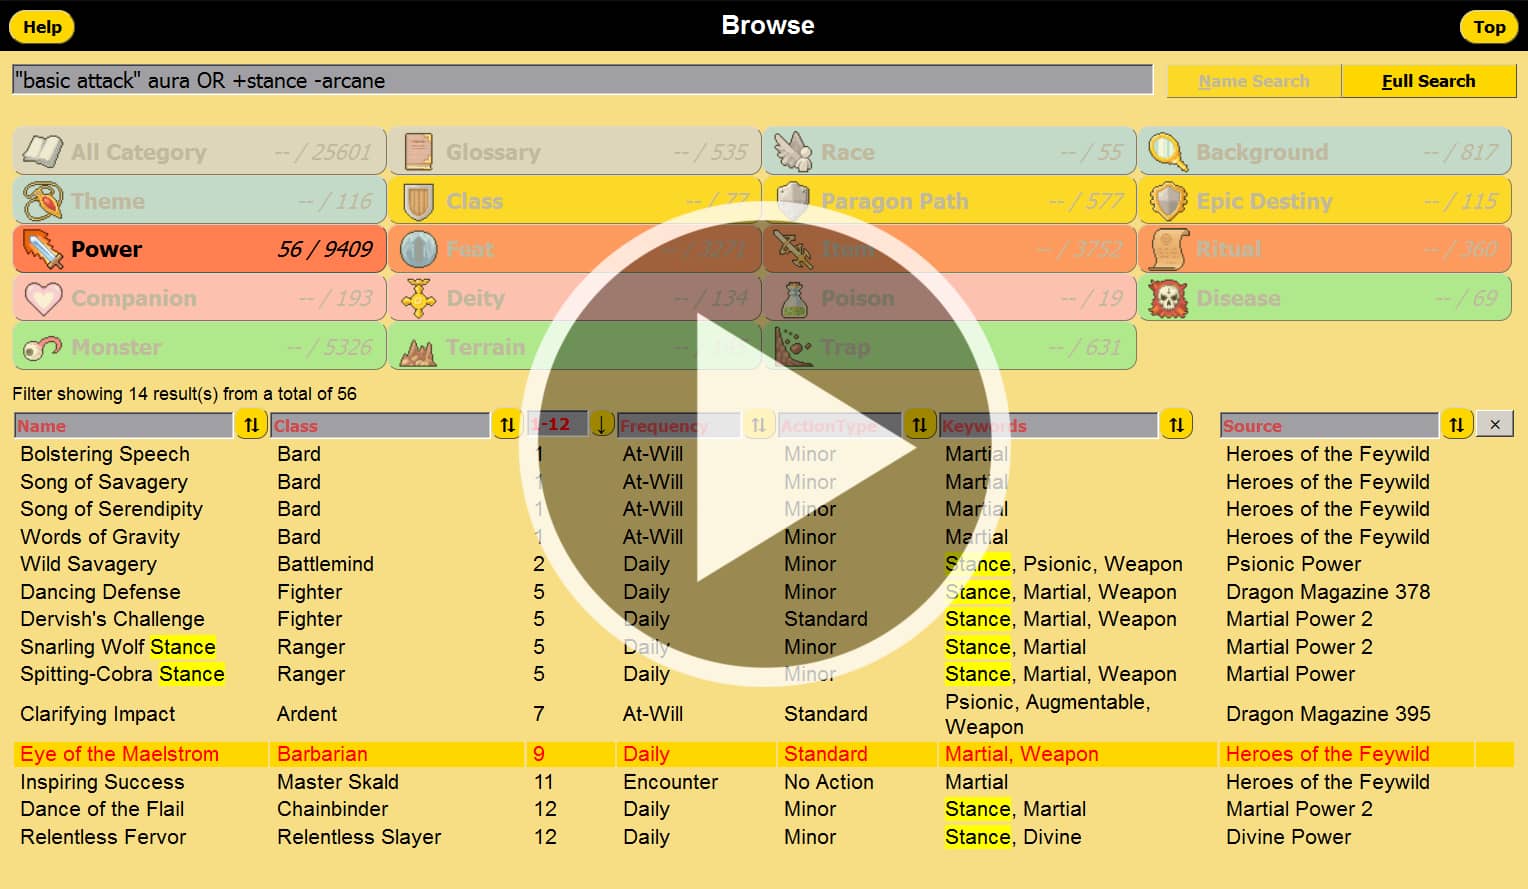 Help
Browse
Top
"basic attack" aura OR +stance -arcane
Name Search
Full Search
All Category -- / 25601
Glossary -- / 535
Race -- / 55
Background -- / 817
Theme -- / 116
Class -- / 77
Paragon Path -- / 577
Epic Destiny -- / 115
Power 56 / 9409
Feat -- / 3271
Item -- / 3752
Ritual -- / 360
Companion -- / 193
Deity -- / 134
Poison -- / 19
Disease -- / 69
Monster -- / 5326
Terrain -- /
Trap -- / 631
Filter showing 14 result(s) from a total of 56
Name Class 1-12 Frequency ActionType Keywords Source ×
Bolstering Speech Bard 1 At-Will Minor Martial Heroes of the Feywild
Song of Savagery Bard 1 At-Will Minor Martial Heroes of the Feywild
Song of Serendipity Bard 1 At-Will Minor Martial Heroes of the Feywild
Words of Gravity Bard 1 At-Will Minor Martial Heroes of the Feywild
Wild Savagery Battlemind 2 Daily Minor Stance, Psionic, Weapon Psionic Power
Dancing Defense Fighter 5 Daily Minor Stance, Martial, Weapon Dragon Magazine 378
Dervish's Challenge Fighter 5 Daily Standard Stance, Martial, Weapon Martial Power 2
Snarling Wolf Stance Ranger 5 Daily Minor Stance, Martial Martial Power 2
Spitting-Cobra Stance Ranger 5 Daily Minor Stance, Martial, Weapon Martial Power
Clarifying Impact Ardent 7 At-Will Standard Psionic, Augmentable, Weapon Dragon Magazine 395
Eye of the Maelstrom Barbarian 9 Daily Standard Martial, Weapon Heroes of the Feywild
Inspiring Success Master Skald 11 Encounter No Action Martial Heroes of the Feywild
Dance of the Flail Chainbinder 12 Daily Minor Stance, Martial Martial Power 2
Relentless Fervor Relentless Slayer 12 Daily Minor Stance, Divine Divine Power